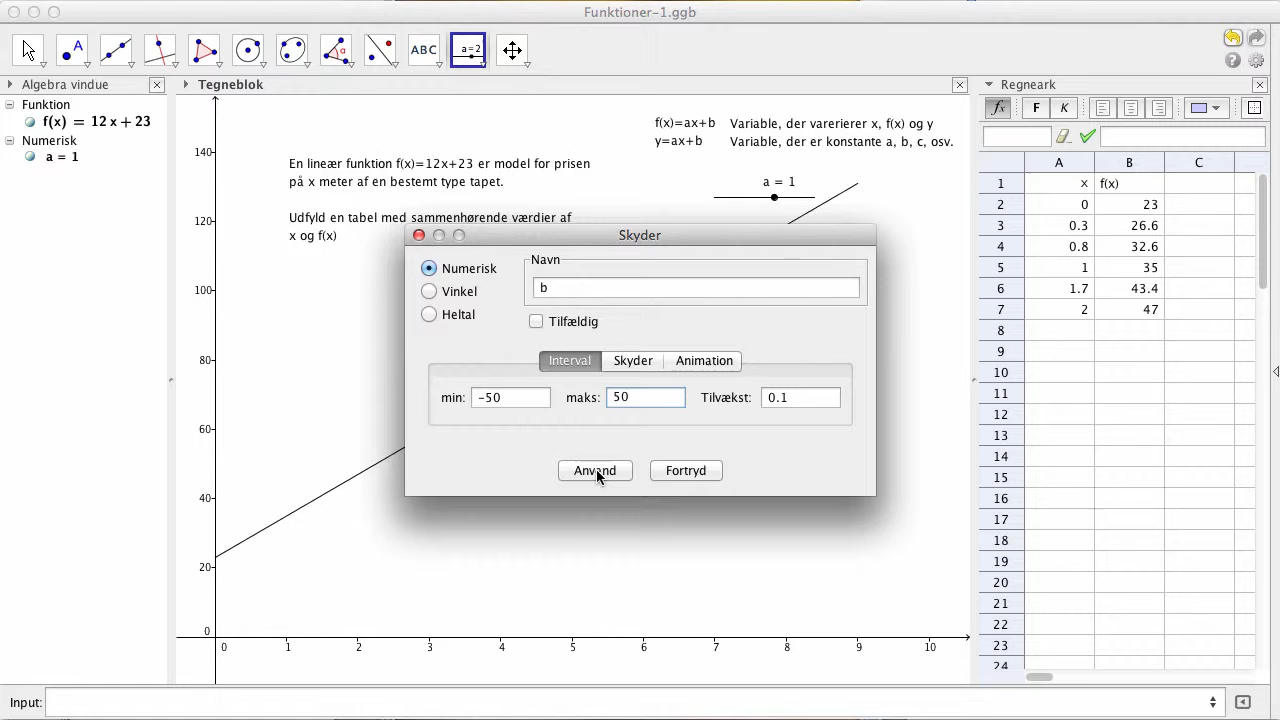 Funktioner-1.ggb
A
α
ABC
a = 2
?
Algebra vindue
Funktion
f(x) = 12 x + 23
Numerisk
a = 1
Tegneblok
f(x)=ax+b Variable, der varerierer x, f(x) og y
y=ax+b Variable, der er konstante a, b, c, osv.
En lineær funktion f(x)=12x+23 er model for prisen
på x meter af en bestemt type tapet.
Udfyld en tabel med sammenhørende værdier af
x og f(x)
a = 1
140
120
100
80
60
40
20
0
0 1 2 3 4 5 6 7 8 9 10
Skyder
Numerisk
Vinkel
Heltal
Navn
b
Tilfældig
Interval Skyder Animation
min: -50 maks: 50 Tilvækst: 0.1
Anvend Fortryd
Regneark
fx F K
A B C
1 x f(x)
2 0 23
3 0.3 26.6
4 0.8 32.6
5 1 35
6 1.7 43.4
7 2 47
8
9
10
11
12
13
14
15
16
17
18
19
20
21
22
23
24
Input: